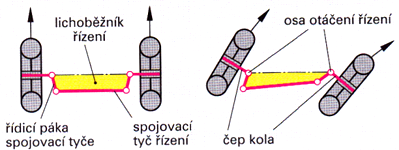 lichoběžník
řízení
řídicí páka
spojovací tyče
spojovací
tyč řízení
osa otáčení řízení
čep kola